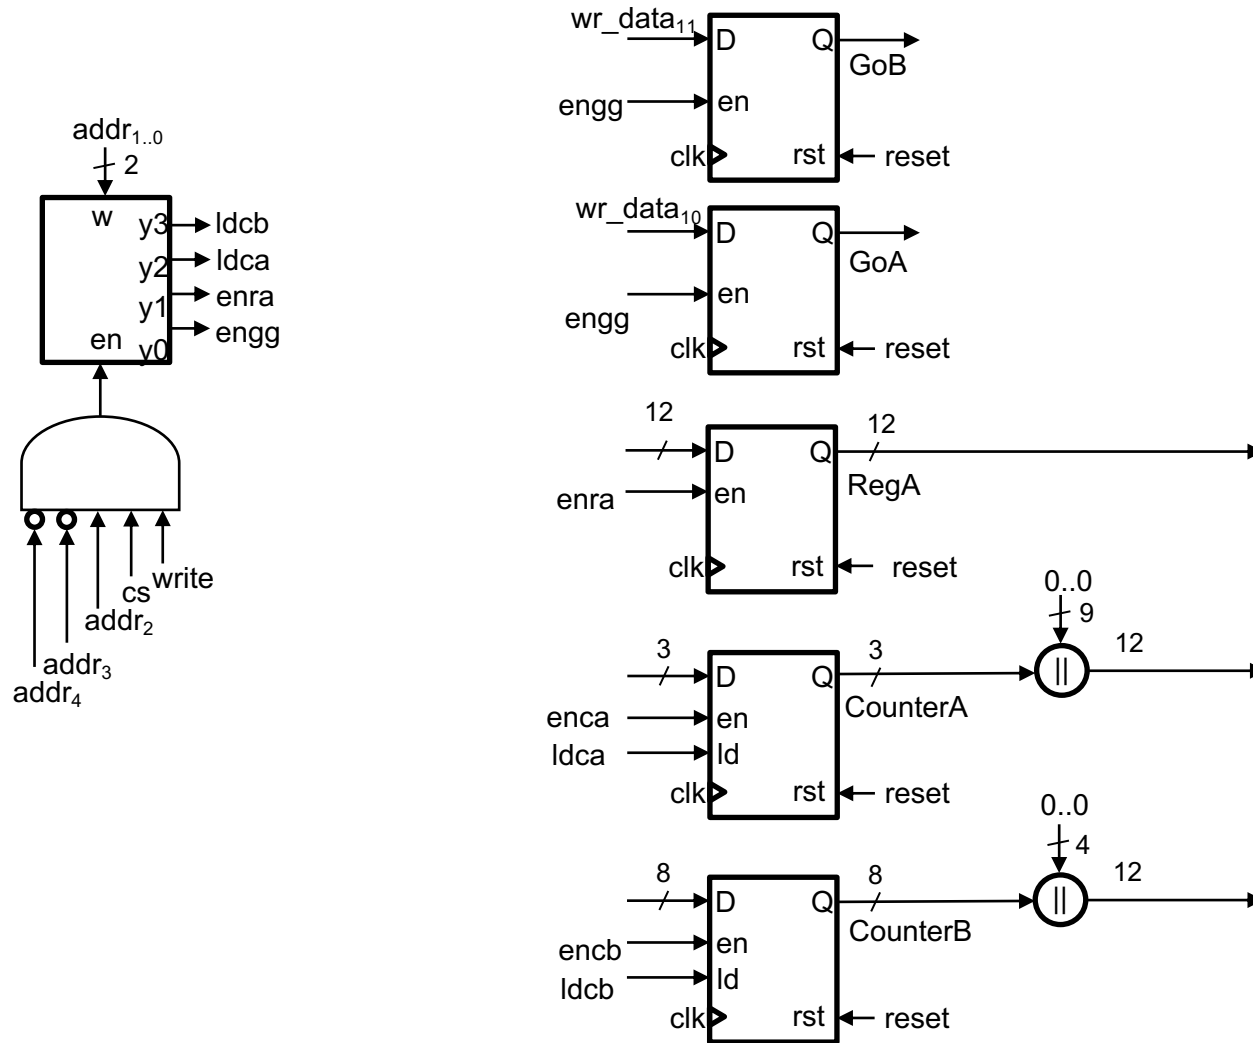 addr1..0
2
w
y3
ldcb
y2
ldca
y1
enra
en
y0
engg
write
cs
addr2
addr3
addr4
wr_data11
D
Q
GoB
engg
en
clk
rst
reset
wr_data10
D
Q
GoA
engg
en
clk
rst
reset
12
D
Q
12
RegA
enra
en
clk
rst
reset
3
D
Q
3
CounterA
enca
en
ldca
ld
clk
rst
reset
0..0
9
||
12
8
D
Q
8
CounterB
encb
en
ldcb
ld
clk
rst
reset
0..0
4
||
12